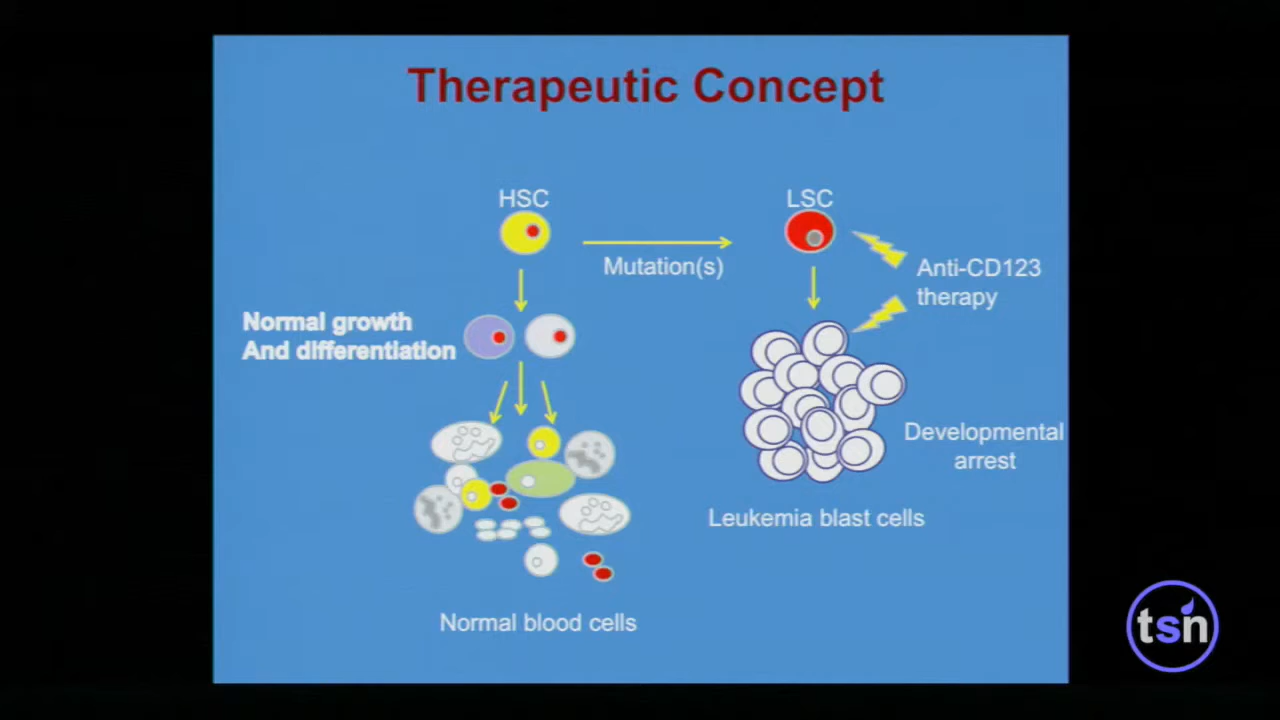 Therapeutic Concept
HSC
LSC
Mutation(s)
Anti-CD123
therapy
Normal growth
And differentiation
Developmental
arrest
Leukemia blast cells
Normal blood cells
tsn